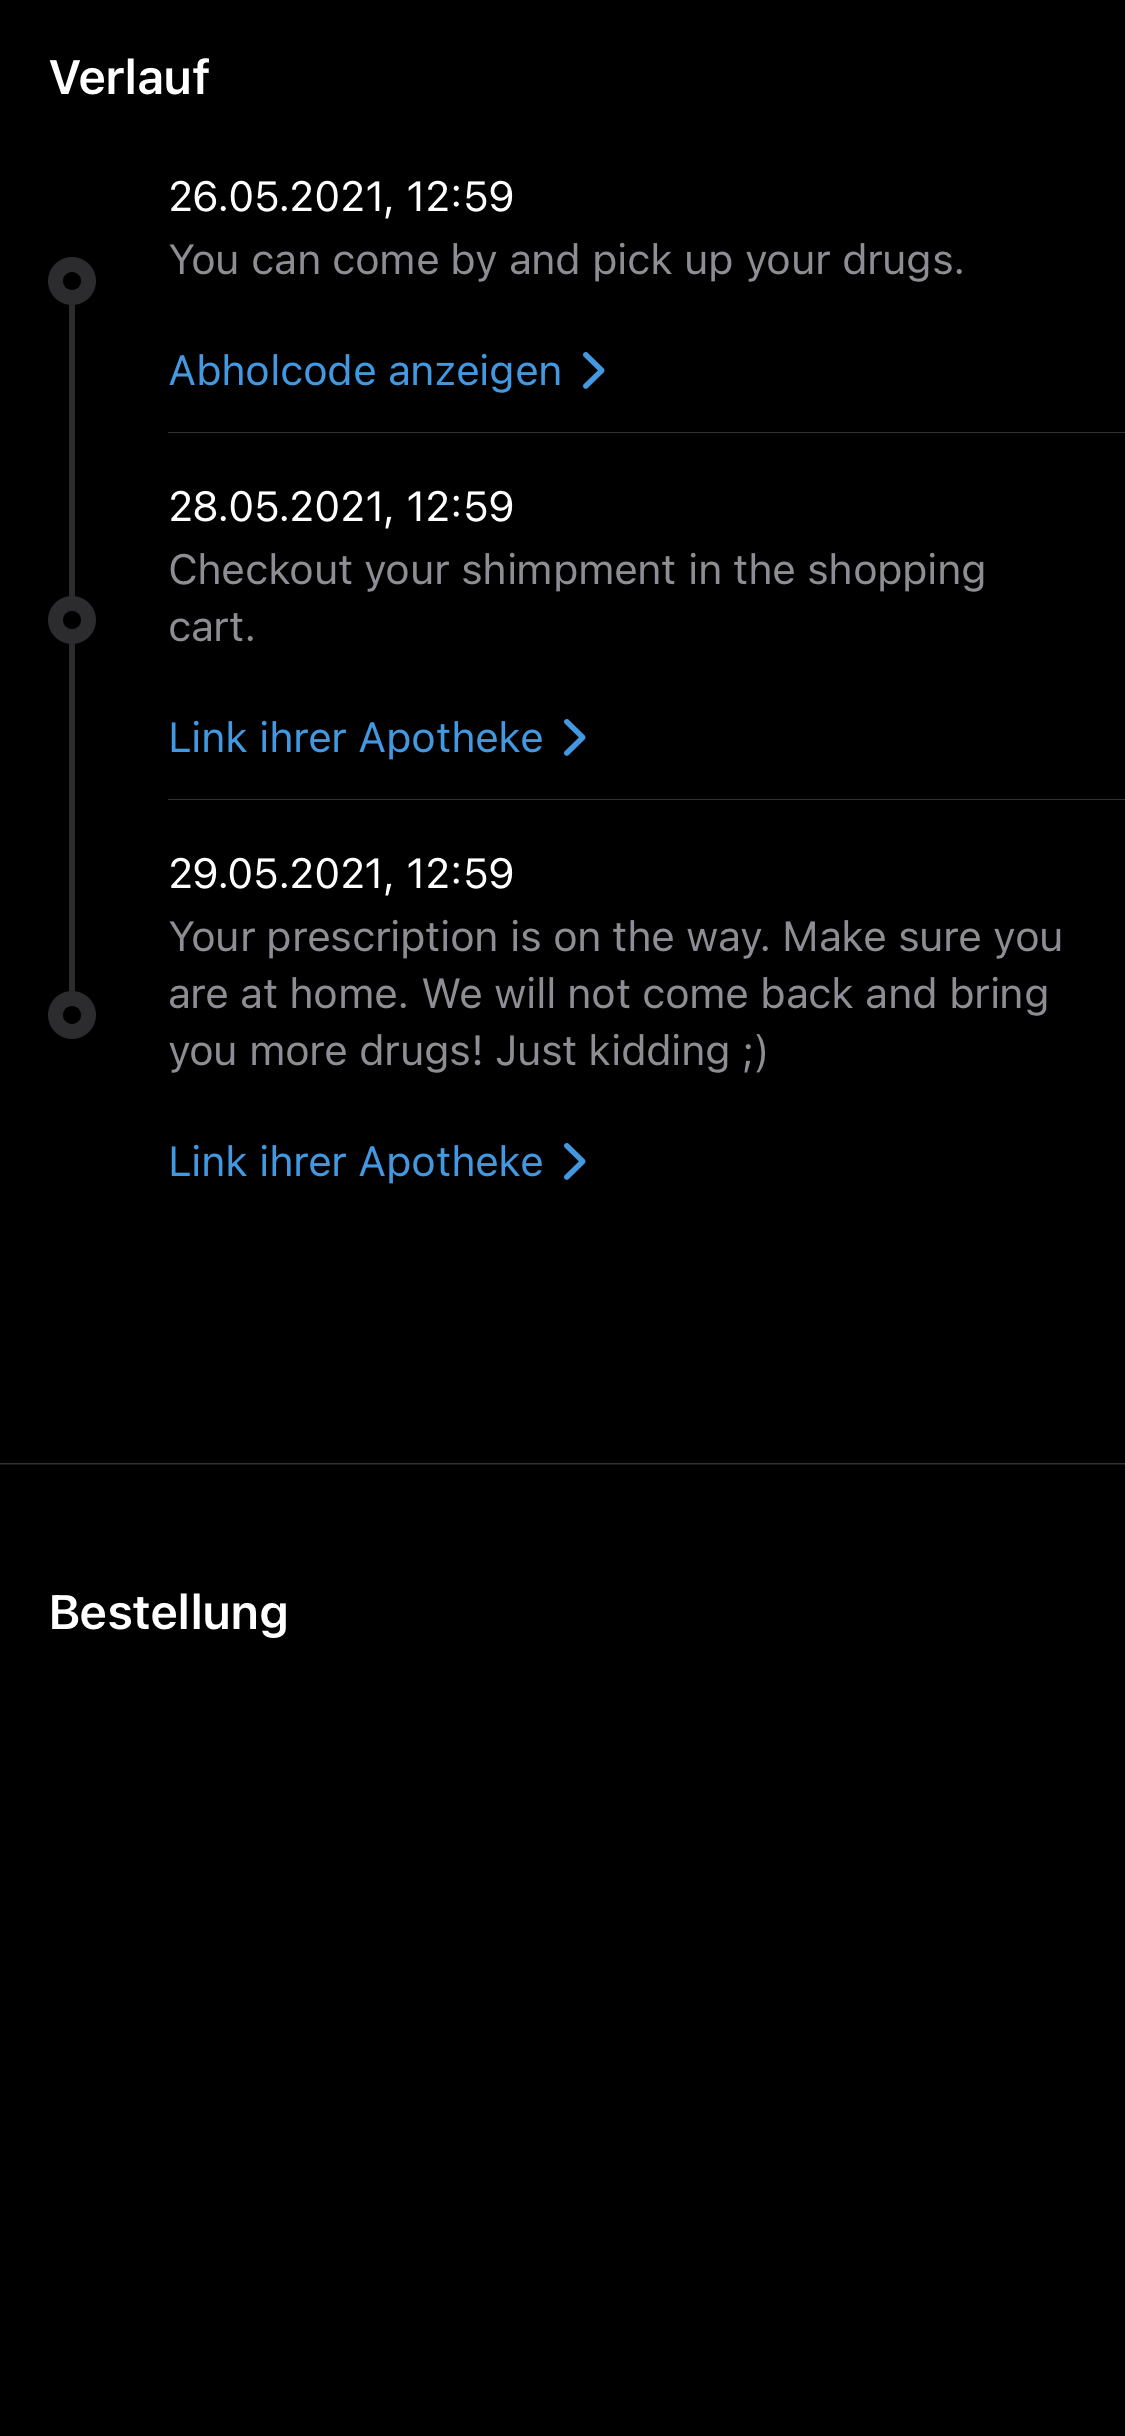 Verlauf
26.05.2021, 12:59
You can come by and pick up your drugs.
Abholcode anzeigen
28.05.2021, 12:59
Checkout your shimpment in the shopping
cart.
Link ihrer Apotheke
29.05.2021, 12:59
Your prescription is on the way. Make sure you
are at home. We will not come back and bring
you more drugs! Just kidding ;)
Link ihrer Apotheke
Bestellung